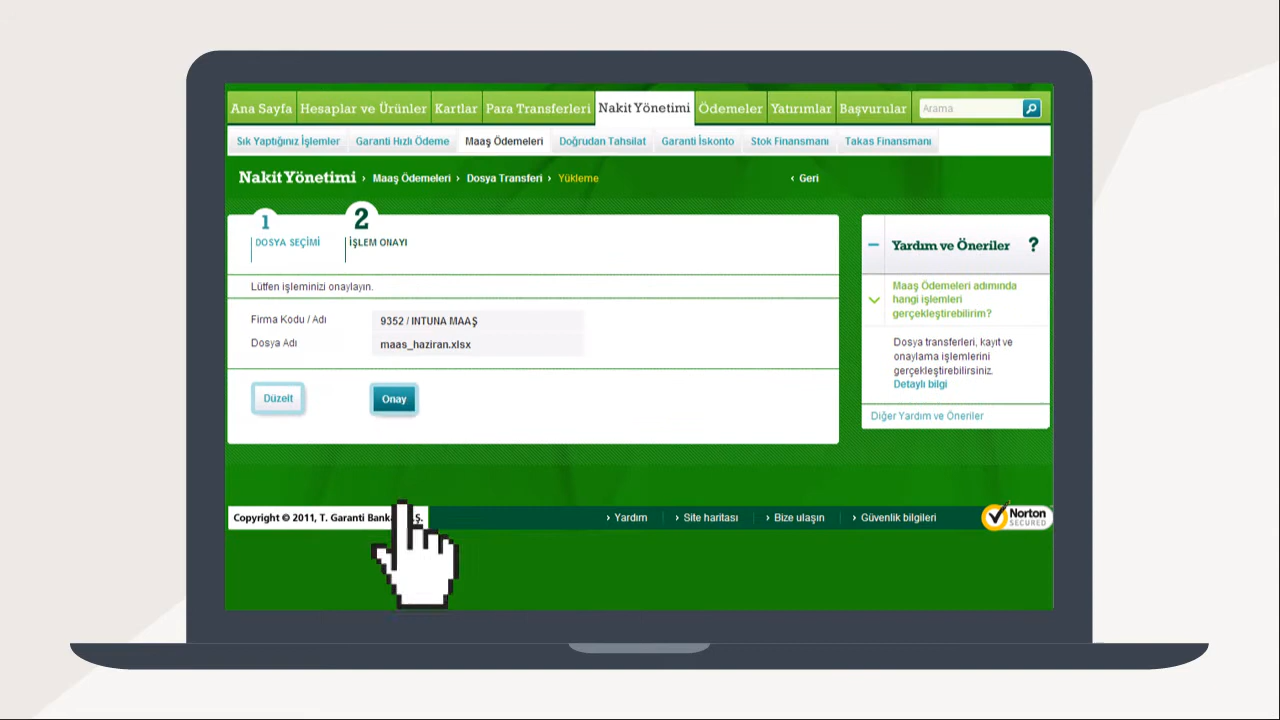 Ana Sayfa Hesaplar ve Ürünler Kartlar Para Transferleri Nakit Yönetimi Ödemeler Yatırımlar Başvurular Arama
Sık Yaptığınız İşlemler Garanti Hızlı Ödeme Maaş Ödemeleri Doğrudan Tahsilat Garanti İskonto Stok Finansmanı Takas Finansmanı
Nakit Yönetimi › Maaş Ödemeleri › Dosya Transferi › Yükleme ‹ Geri
1 DOSYA SEÇİMİ
2 İŞLEM ONAYI
Lütfen işleminizi onaylayın.
Firma Kodu / Adı 9352 / INTUNA MAAŞ
Dosya Adı maas_haziran.xlsx
Düzelt Onay
Yardım ve Öneriler ?
Maaş Ödemeleri adımında
hangi işlemleri
gerçekleştirebilirim?
Dosya transferleri, kayıt ve
onaylama işlemlerini
gerçekleştirebilirsiniz.
Detaylı bilgi
Diğer Yardım ve Öneriler
Copyright © 2011, T. Garanti Bank Ş. › Yardım › Site haritası › Bize ulaşın › Güvenlik bilgileri
Norton
SECURED